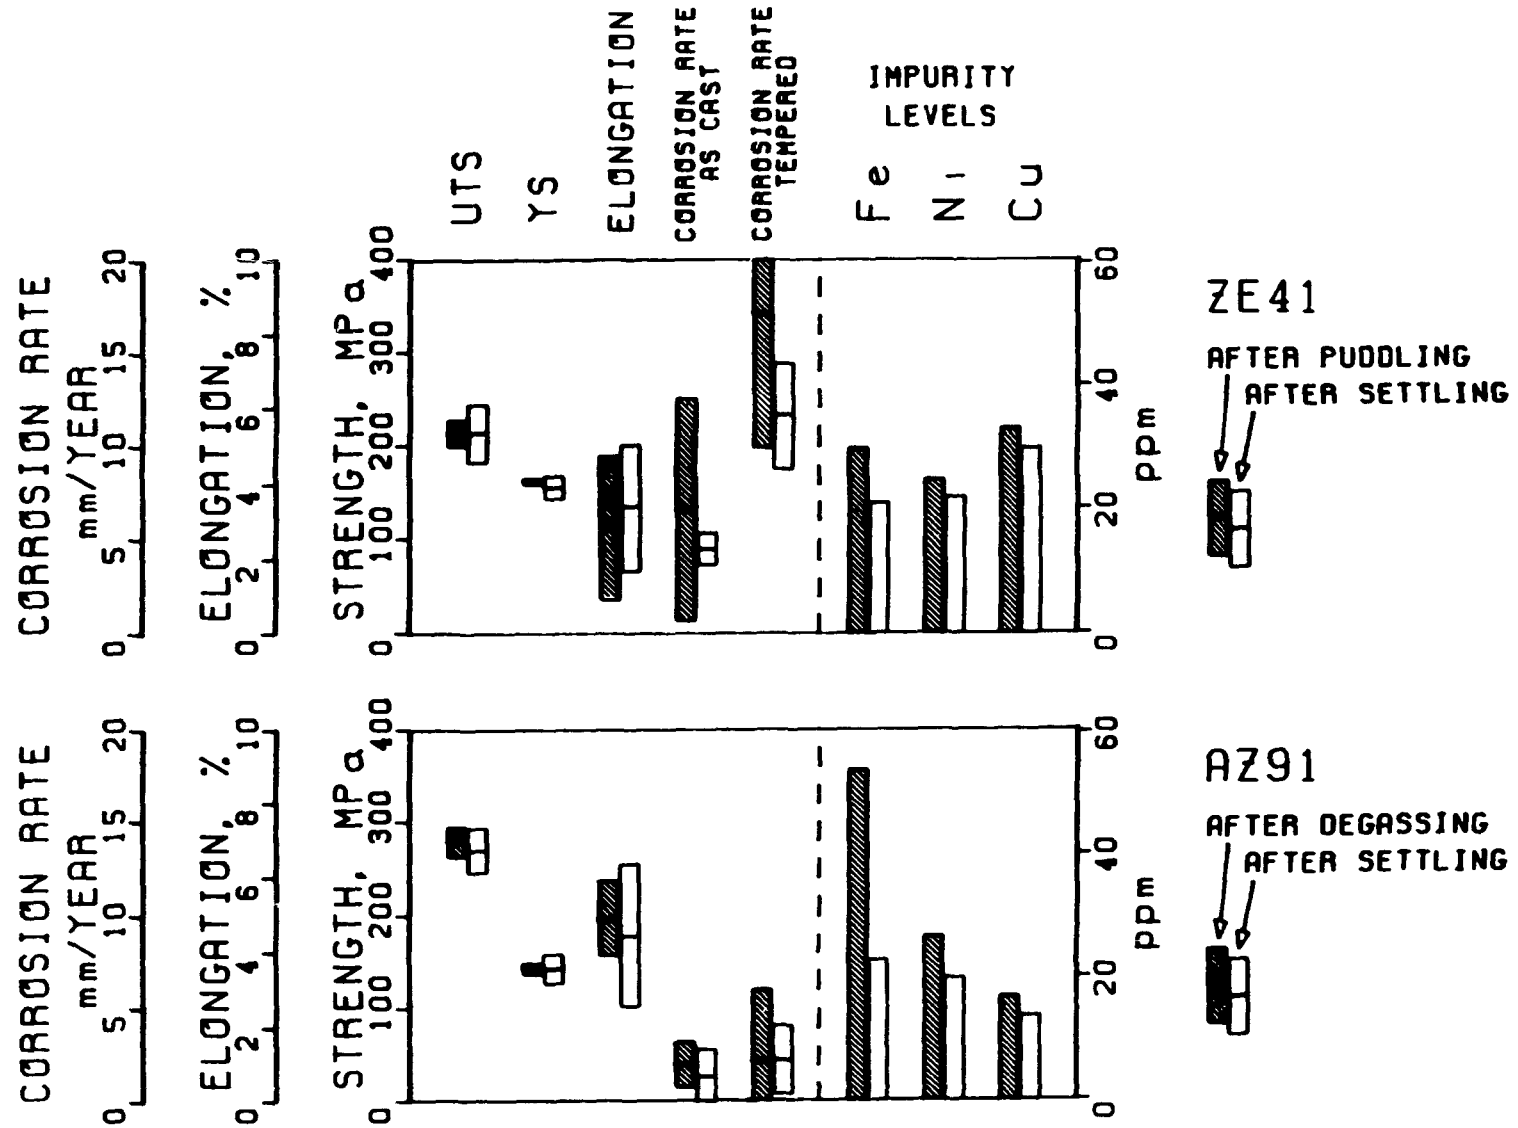 CORROSION RATE
mm/YEAR
0 5 10 15 20
ELONGATION, %
0 2 4 6 8 10
STRENGTH, MPa
0 100 200 300 400
UTS
YS
ELONGATION
CORROSION RATE
AS CAST
CORROSION RATE
TEMPERED
IMPURITY
LEVELS
Fe
Ni
Cu
0 20 40 60
ppm
ZE41
AFTER PUDDLING
AFTER SETTLING
CORROSION RATE
mm/YEAR
0 5 10 15 20
ELONGATION, %
0 2 4 6 8 10
STRENGTH, MPa
0 100 200 300 400
0 20 40 60
ppm
AZ91
AFTER DEGASSING
AFTER SETTLING